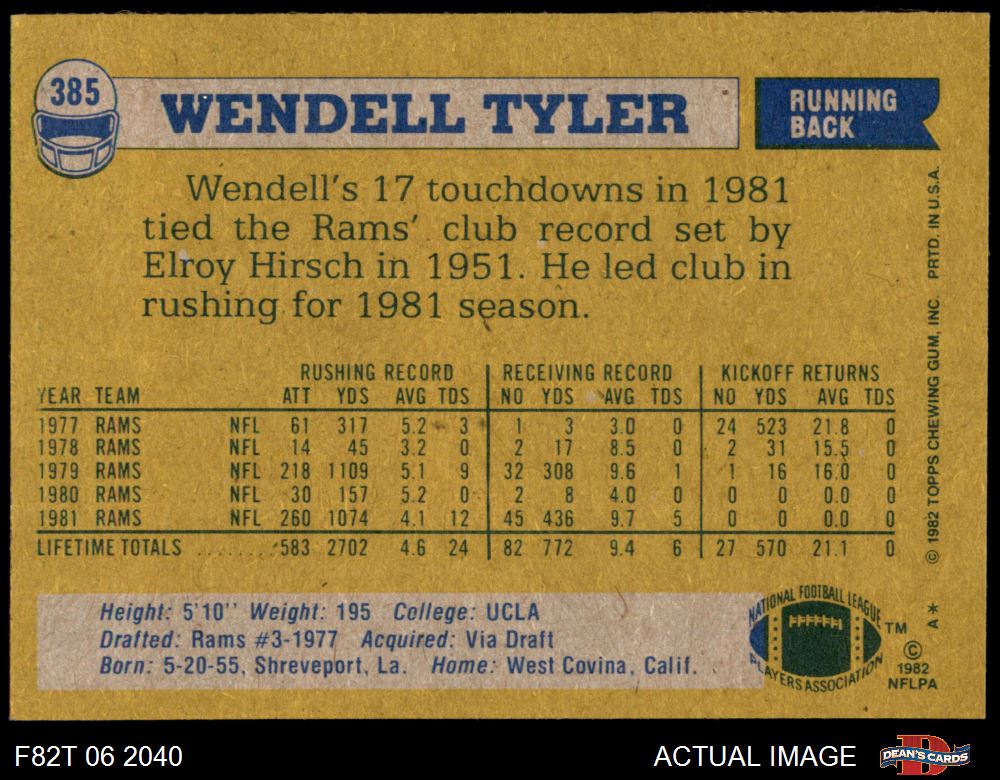 385
WENDELL TYLER
RUNNING
BACK
Wendell's 17 touchdowns in 1981
tied the Rams' club record set by
Elroy Hirsch in 1951. He led club in
rushing for 1981 season.
RUSHING RECORD RECEIVING RECORD KICKOFF RETURNS
YEAR TEAM ATT YDS AVG TDS NO YDS AVG TDS NO YDS AVG TDS
1977 RAMS NFL 61 317 5.2 3 1 3 3.0 0 24 523 21.8 0
1978 RAMS NFL 14 45 3.2 0 2 17 8.5 0 2 31 15.5 0
1979 RAMS NFL 218 1109 5.1 9 32 308 9.6 1 1 16 16.0 0
1980 RAMS NFL 30 157 5.2 0 2 8 4.0 0 0 0 0.0 0
1981 RAMS NFL 260 1074 4.1 12 45 436 9.7 5 0 0 0.0 0
LIFETIME TOTALS ........ 583 2702 4.6 24 82 772 9.4 6 27 570 21.1 0
Height: 5'10" Weight: 195 College: UCLA
Drafted: Rams #3-1977 Acquired: Via Draft
Born: 5-20-55, Shreveport, La. Home: West Covina, Calif.
NATIONAL FOOTBALL LEAGUE
PLAYERS ASSOCIATION
TM
© 
1982
NFLPA
A*
© 1982 TOPPS CHEWING GUM, INC. PRTD. IN U.S.A.
F82T 06 2040
ACTUAL IMAGE
DEAN'S CARDS